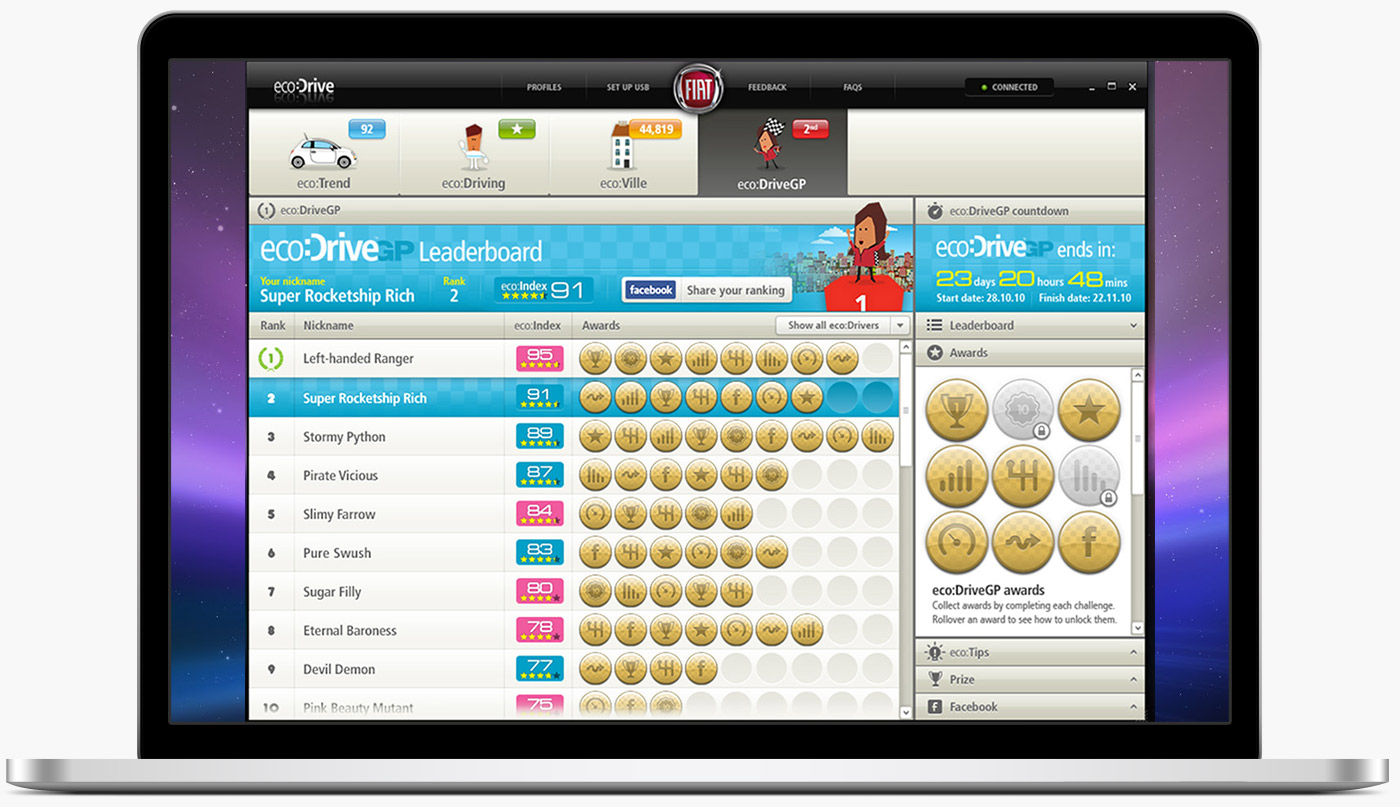 eco:Drive
PROFILES SET UP USB FIAT FEEDBACK FAQS CONNECTED
92 44,819 2nd
eco:Trend eco:Driving eco:Ville eco:DriveGP
1 eco:DriveGP
eco:DriveGP Leaderboard
Your nickname
Super Rocketship Rich
Rank
2
eco:Index 91
facebook Share your ranking
1
Rank Nickname eco:Index Awards Show all eco:Drivers
1 Left-handed Ranger 95
2 Super Rocketship Rich 91 f
3 Stormy Python 89 f
4 Pirate Vicious 87 f
5 Slimy Farrow 84
6 Pure Swush 83 f
7 Sugar Filly 80
8 Eternal Baroness 78 f
9 Devil Demon 77 f
10 Pink Beauty Mutant 75
eco:DriveGP countdown
eco:DriveGP ends in:
23 days 20 hours 48 mins
Start date: 28.10.10 Finish date: 22.11.10
Leaderboard
Awards
1 10
f
eco:DriveGP awards
Collect awards by completing each challenge.
Rollover an award to see how to unlock them.
eco:Tips
Prize
f Facebook